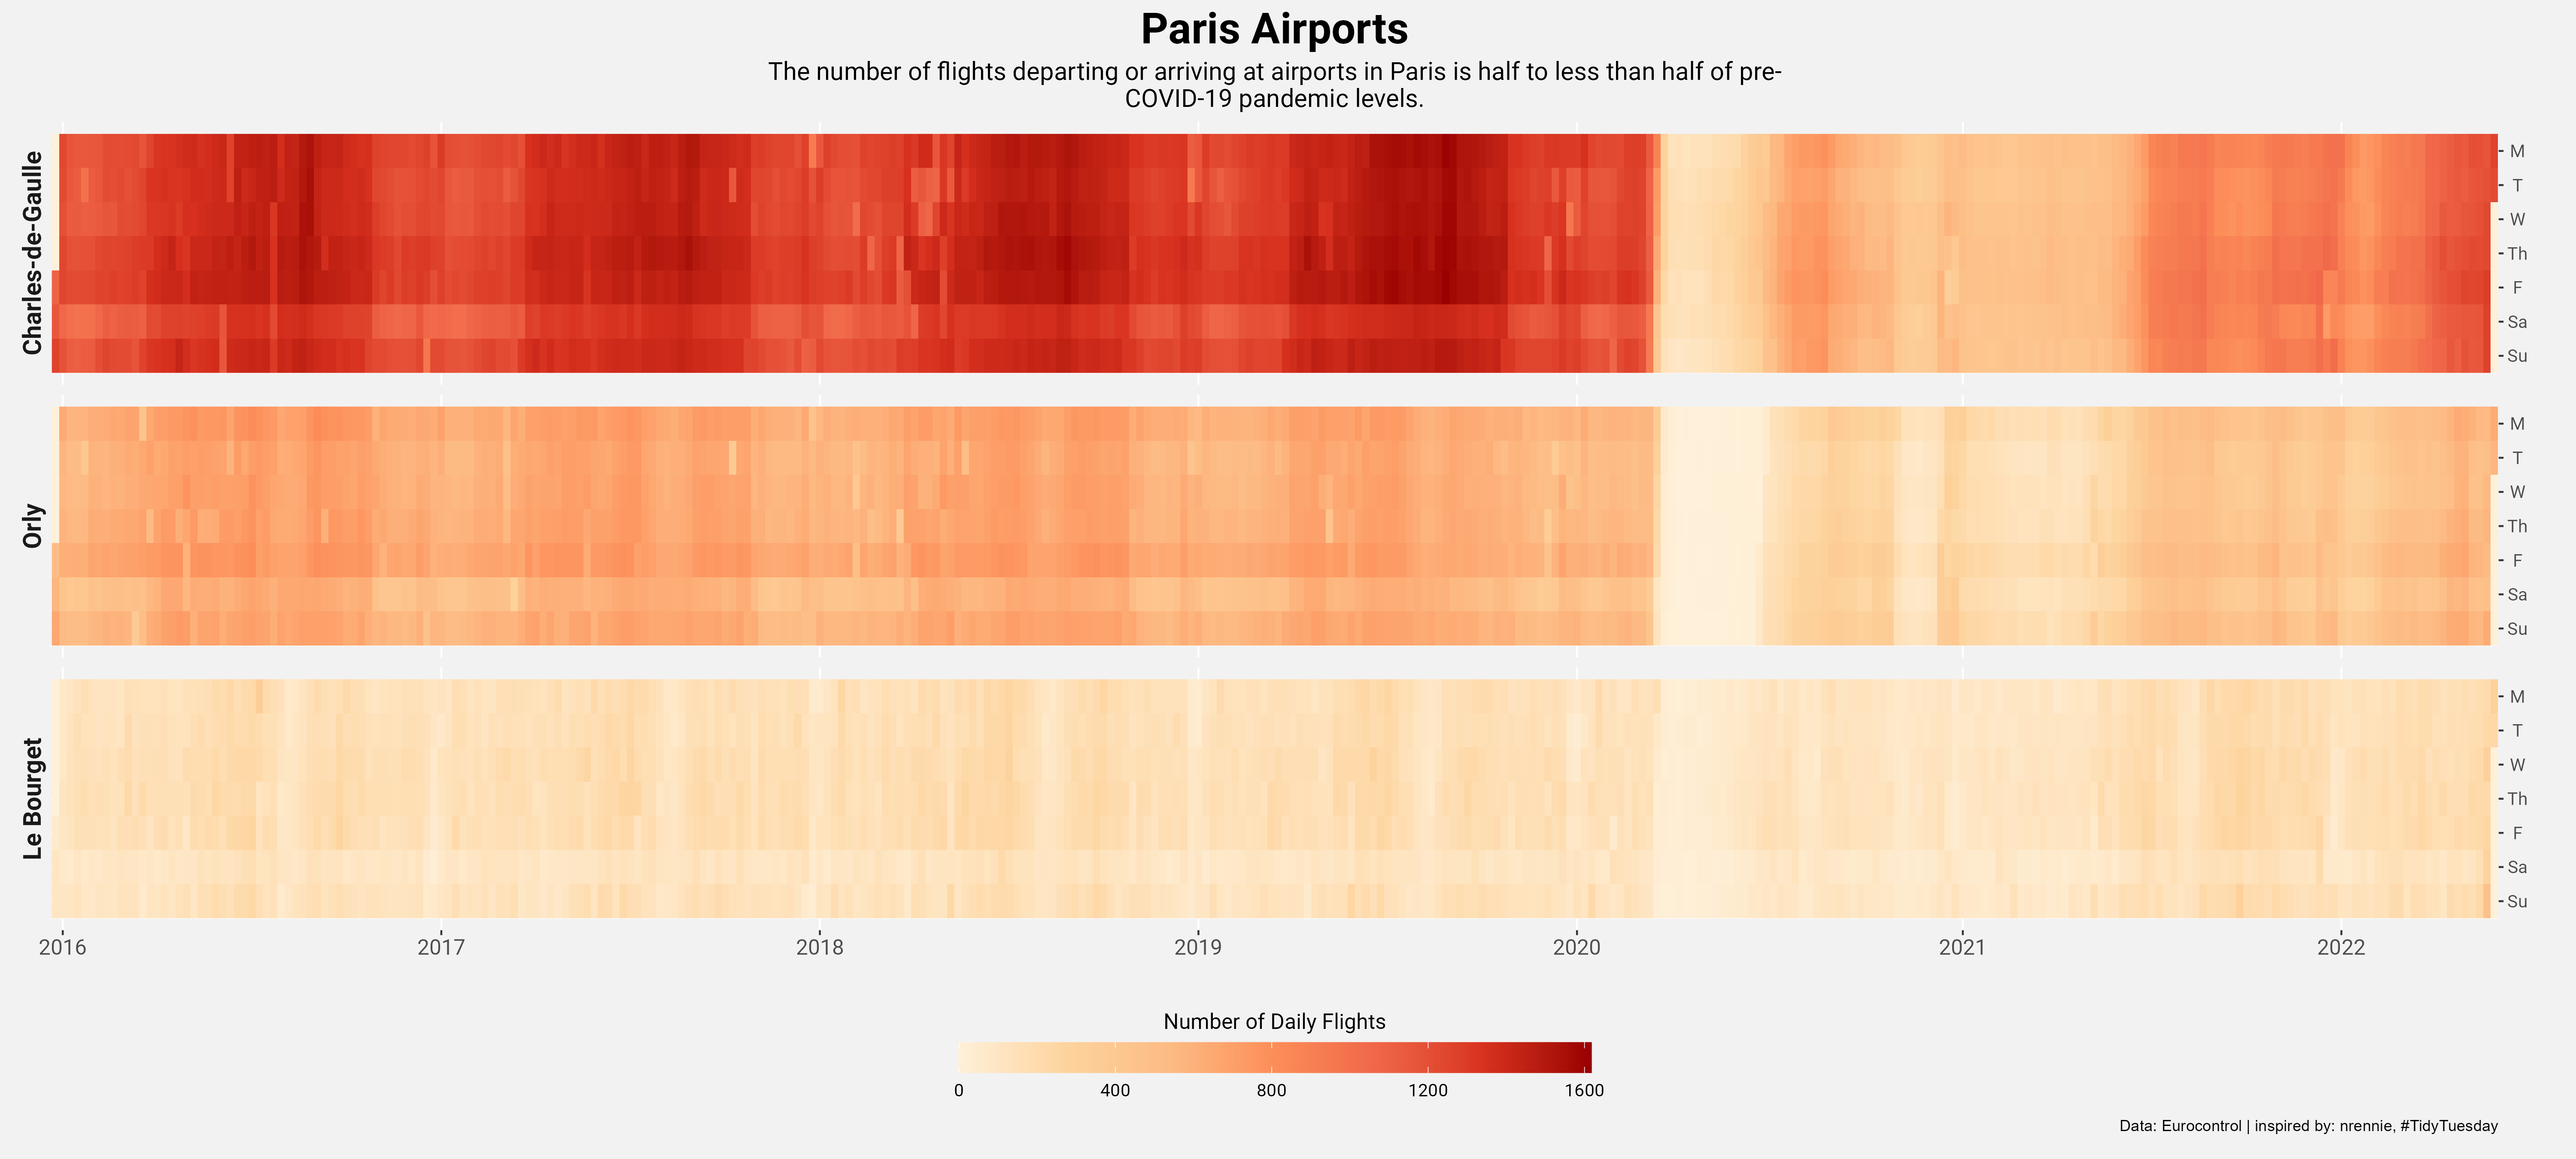 Paris Airports
The number of flights departing or arriving at airports in Paris is half to less than half of pre-
COVID-19 pandemic levels.
Charles-de-Gaulle
M
T
W
Th
F
Sa
Su
Orly
M
T
W
Th
F
Sa
Su
Le Bourget
M
T
W
Th
F
Sa
Su
2016 2017 2018 2019 2020 2021 2022
Number of Daily Flights
0 400 800 1200 1600
Data: Eurocontrol | inspired by: nrennie, #TidyTuesday